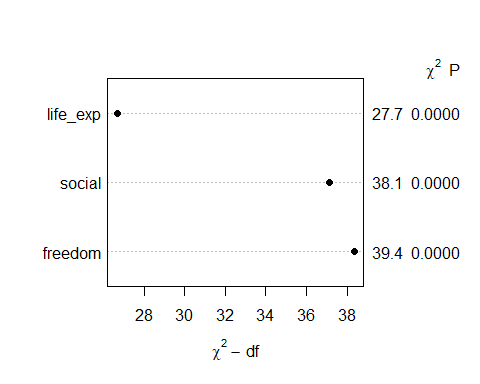 χ² P
life_exp 27.7 0.0000
social 38.1 0.0000
freedom 39.4 0.0000
28 30 32 34 36 38
χ² − df